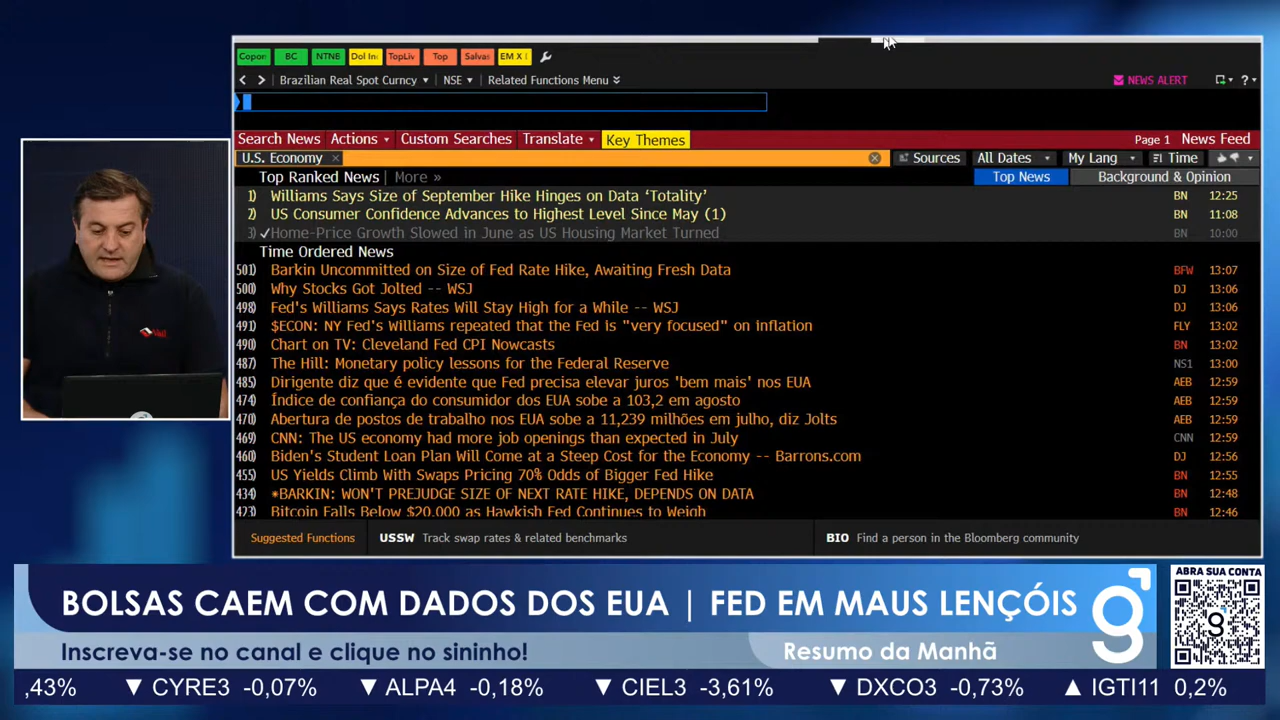 Copon
BC
NTNB
Dol Ind
TopLiv
Top
Salvas
EM X I
Brazilian Real Spot Curncy
NSE
Related Functions Menu
NEWS ALERT
?
Search News
Actions
Custom Searches
Translate
Key Themes
Page 1
News Feed
U.S. Economy
Sources
All Dates
My Lang
Time
Top Ranked News | More »
Top News
Background & Opinion
1) Williams Says Size of September Hike Hinges on Data ‘Totality’ BN 12:25
2) US Consumer Confidence Advances to Highest Level Since May (1) BN 11:08
3) ✓Home-Price Growth Slowed in June as US Housing Market Turned BN 10:00
Time Ordered News
501) Barkin Uncommitted on Size of Fed Rate Hike, Awaiting Fresh Data BFW 13:07
500) Why Stocks Got Jolted -- WSJ DJ 13:06
498) Fed's Williams Says Rates Will Stay High for a While -- WSJ DJ 13:06
491) $ECON: NY Fed's Williams repeated that the Fed is "very focused" on inflation FLY 13:02
490) Chart on TV: Cleveland Fed CPI Nowcasts BN 13:02
487) The Hill: Monetary policy lessons for the Federal Reserve NS1 13:00
485) Dirigente diz que é evidente que Fed precisa elevar juros 'bem mais' nos EUA AEB 12:59
474) Índice de confiança do consumidor dos EUA sobe a 103,2 em agosto AEB 12:59
470) Abertura de postos de trabalho nos EUA sobe a 11,239 milhões em julho, diz Jolts AEB 12:59
469) CNN: The US economy had more job openings than expected in July CNN 12:59
460) Biden's Student Loan Plan Will Come at a Steep Cost for the Economy -- Barrons.com DJ 12:56
455) US Yields Climb With Swaps Pricing 70% Odds of Bigger Fed Hike BN 12:55
434) *BARKIN: WON'T PREJUDGE SIZE OF NEXT RATE HIKE, DEPENDS ON DATA BN 12:48
423) Bitcoin Falls Below $20,000 as Hawkish Fed Continues to Weigh BN 12:46
Suggested Functions
USSW Track swap rates & related benchmarks
BIO Find a person in the Bloomberg community
BOLSAS CAEM COM DADOS DOS EUA | FED EM MAUS LENÇÓIS
ABRA SUA CONTA
g
Inscreva-se no canal e clique no sininho!
Resumo da Manhã
,43% ▼ CYRE3 -0,07% ▼ ALPA4 -0,18% ▼ CIEL3 -3,61% ▼ DXCO3 -0,73% ▲ IGTI11 0,2%